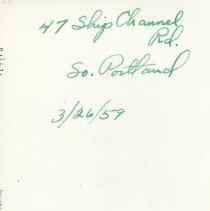 47 Ship Channel
Rd.
So. Portland
3/26/59